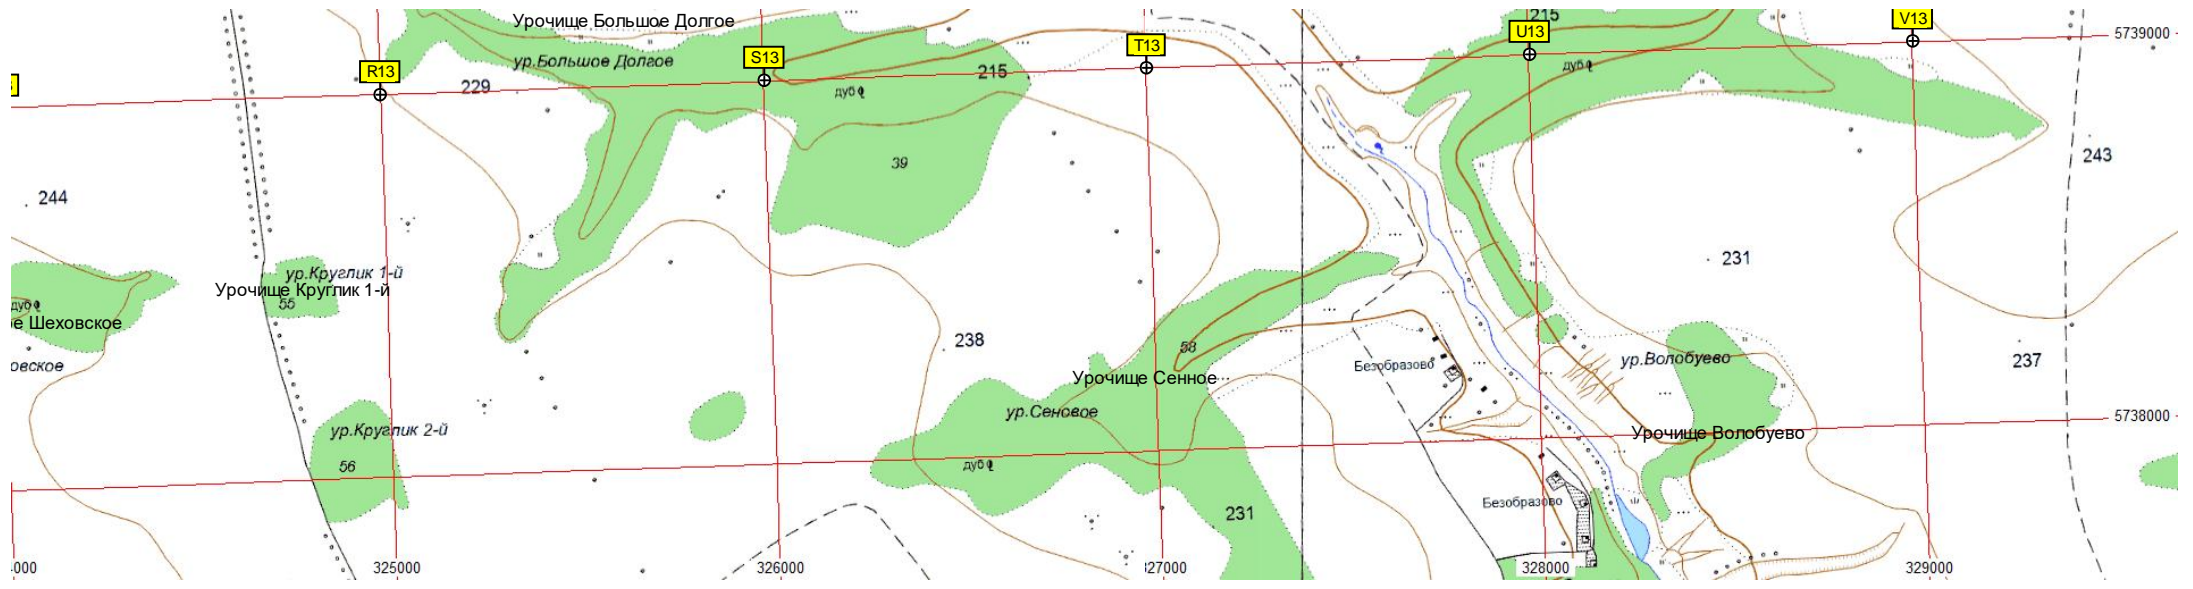 Урочище Большое Долгое
215
V13
U13
5739000
T13
S13
ур.Большое Долгое
R13
215
дуб
229
дуб
39
243
244
231
ур.Круглик 1-й
Урочище Круглик 1-й
55
дуб
е Шеховское
238
58
ур.Волобуево
237
овское
Безобразово
Урочище Сенное
ур.Сеновое
5738000
ур.Круглик 2-й
Урочище Волобуево
56
дуб
Безобразово
231
000
325000
326000
327000
328000
329000